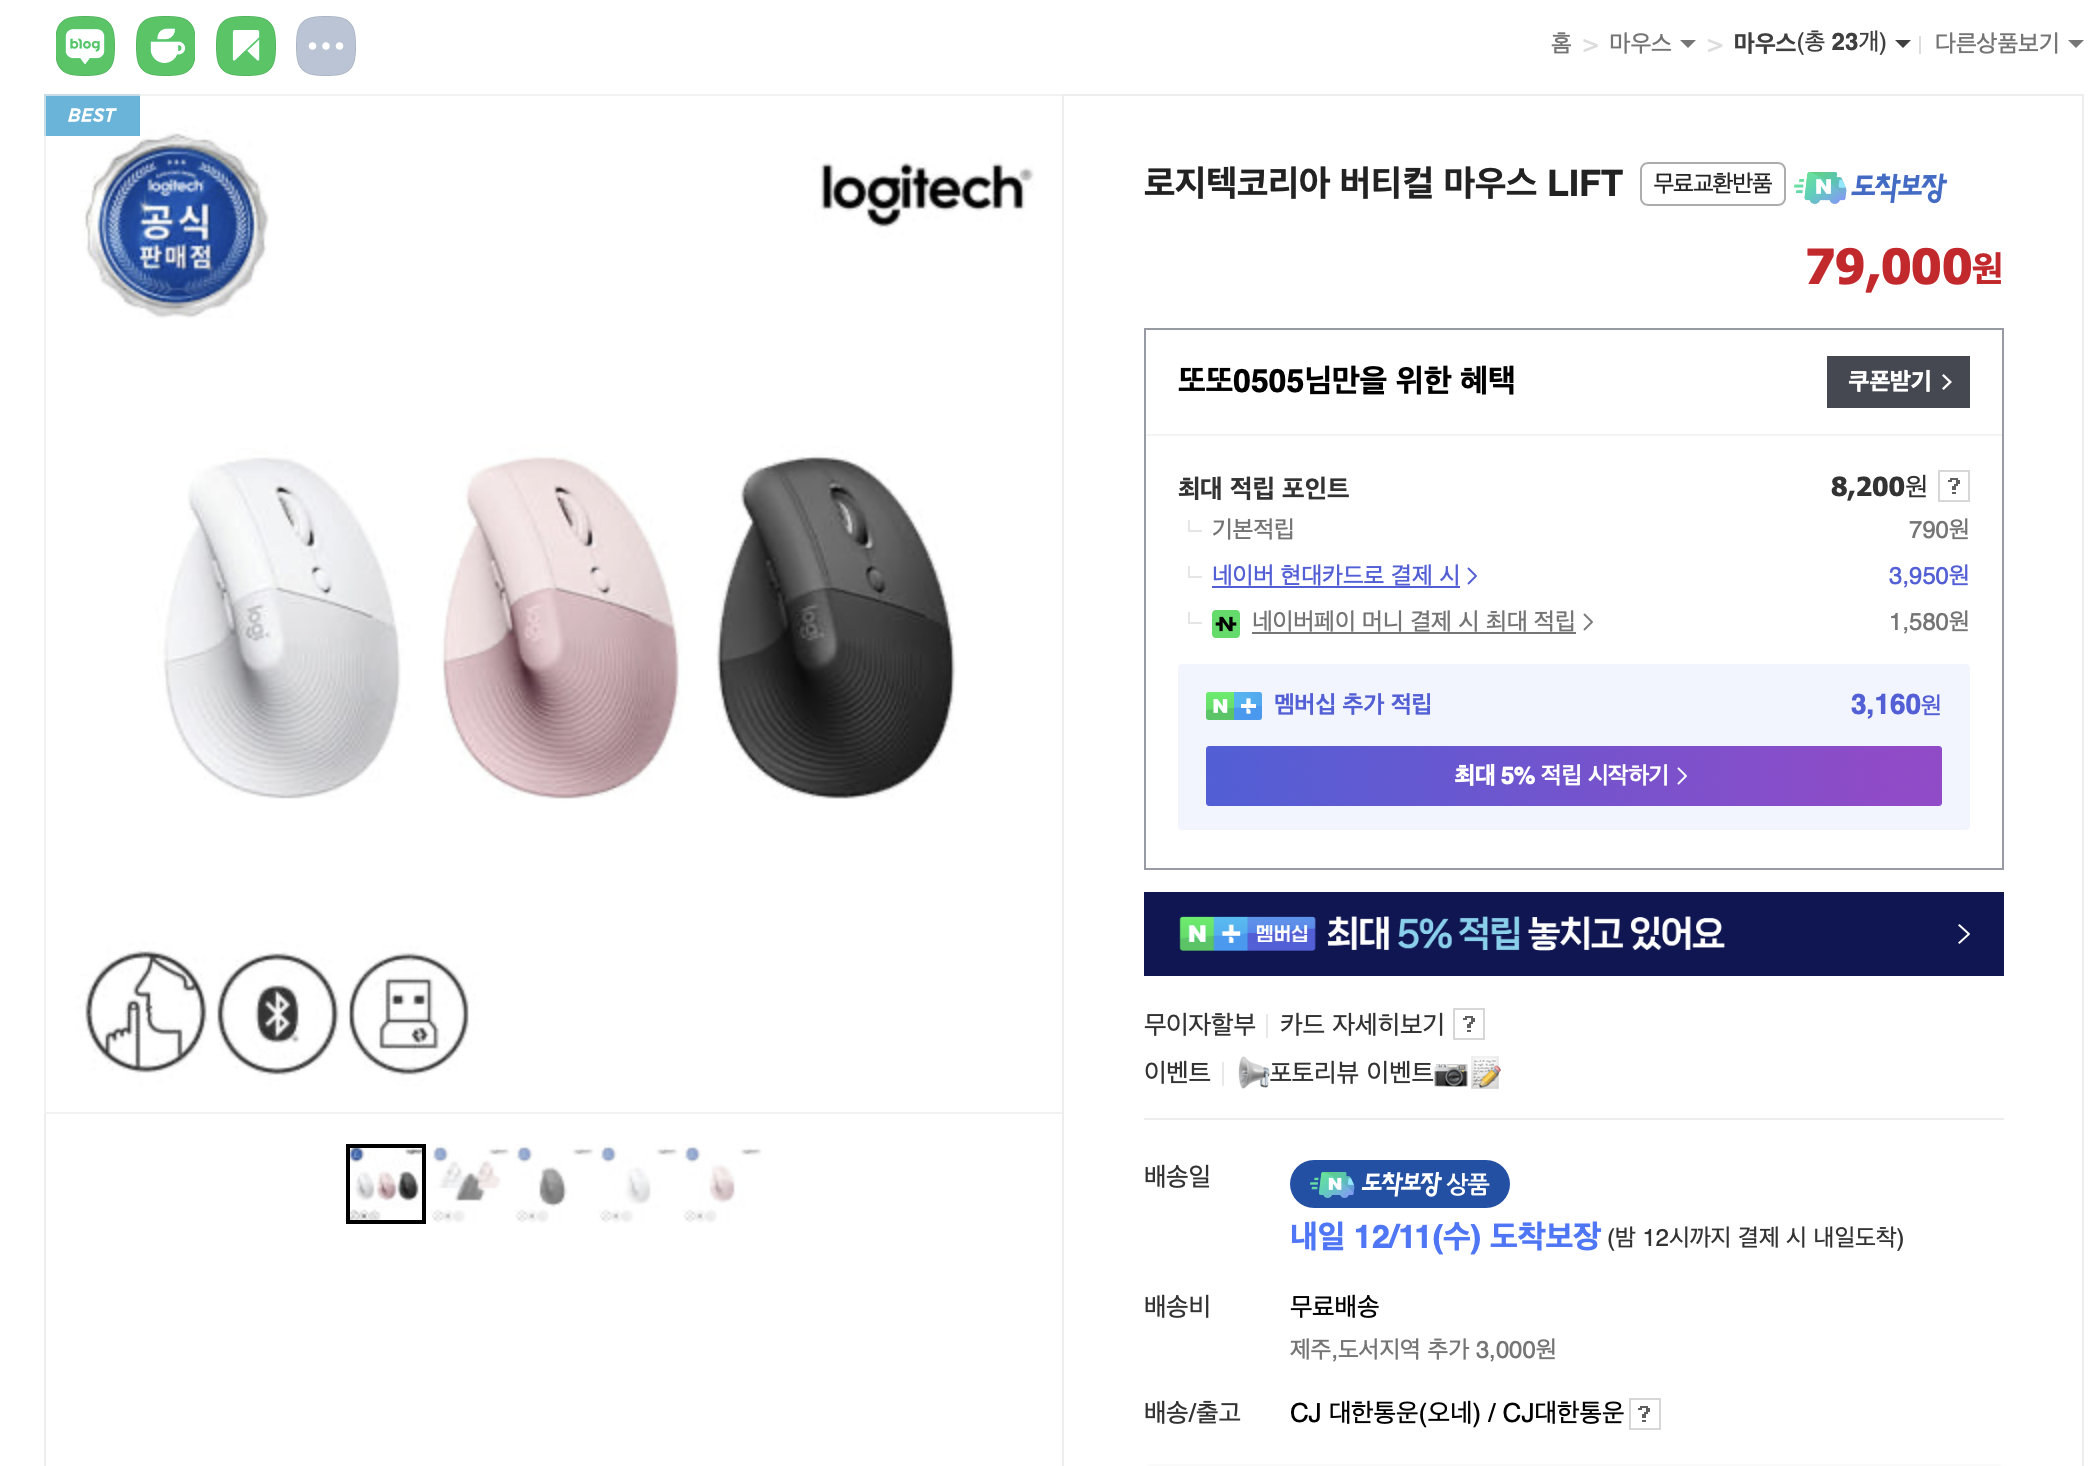 blog
홈 > 마우스 > 마우스(총 23개) 다른상품보기
BEST
logitech
공식
판매점
logitech®
logi
logi
logi
로지텍코리아 버티컬 마우스 LIFT 무료교환반품 N 도착보장
79,000원
또또0505님만을 위한 혜택 쿠폰받기 >
최대 적립 포인트 8,200원 ?
기본적립 790원
네이버 현대카드로 결제 시 > 3,950원
N 네이버페이 머니 결제 시 최대 적립 > 1,580원
N + 멤버십 추가 적립 3,160원
최대 5% 적립 시작하기 >
N + 멤버십 최대 5% 적립 놓치고 있어요 >
무이자할부 카드 자세히보기 ?
이벤트 📢포토리뷰 이벤트📷📝
배송일 N 도착보장 상품
내일 12/11(수) 도착보장 (밤 12시까지 결제 시 내일도착)
배송비 무료배송
제주,도서지역 추가 3,000원
배송/출고 CJ 대한통운(오네) / CJ대한통운 ?